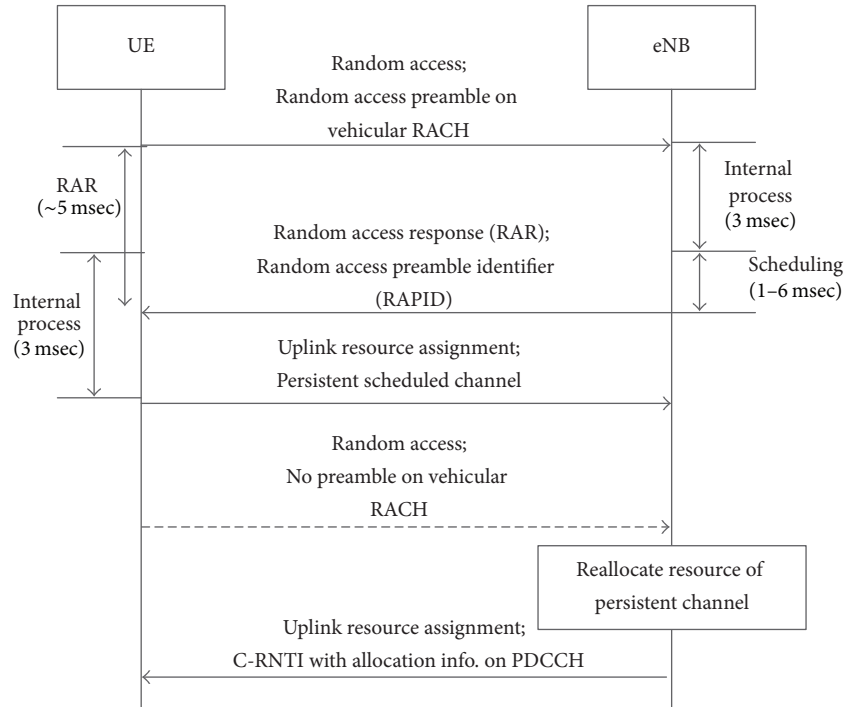 UE
eNB
Random access;
Random access preamble on
vehicular RACH
RAR
(~5 msec)
Internal
process
(3 msec)
Random access response (RAR);
Random access preamble identifier
(RAPID)
Scheduling
(1–6 msec)
Internal
process
(3 msec)
Uplink resource assignment;
Persistent scheduled channel
Random access;
No preamble on vehicular
RACH
Reallocate resource of
persistent channel
Uplink resource assignment;
C-RNTI with allocation info. on PDCCH